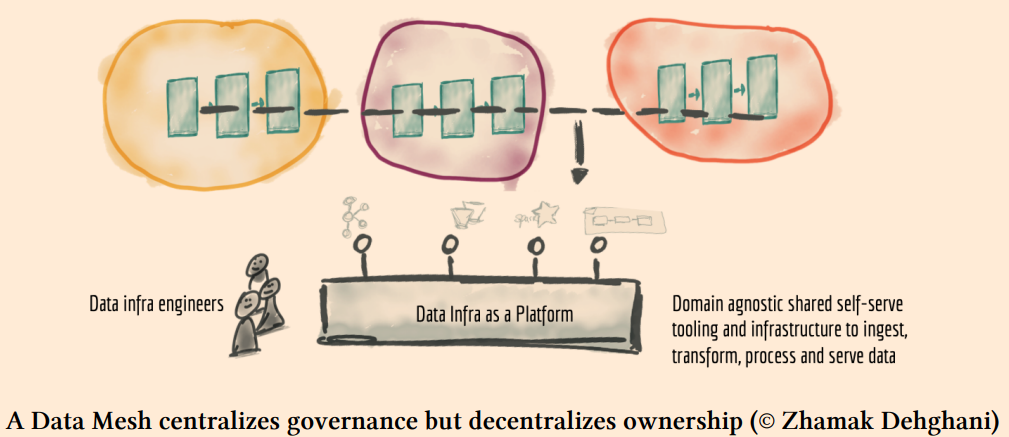 spark
Data infra engineers
Data Infra as a Platform
Domain agnostic shared self-serve
tooling and infrastructure to ingest,
transform, process and serve data
A Data Mesh centralizes governance but decentralizes ownership (© Zhamak Dehghani)